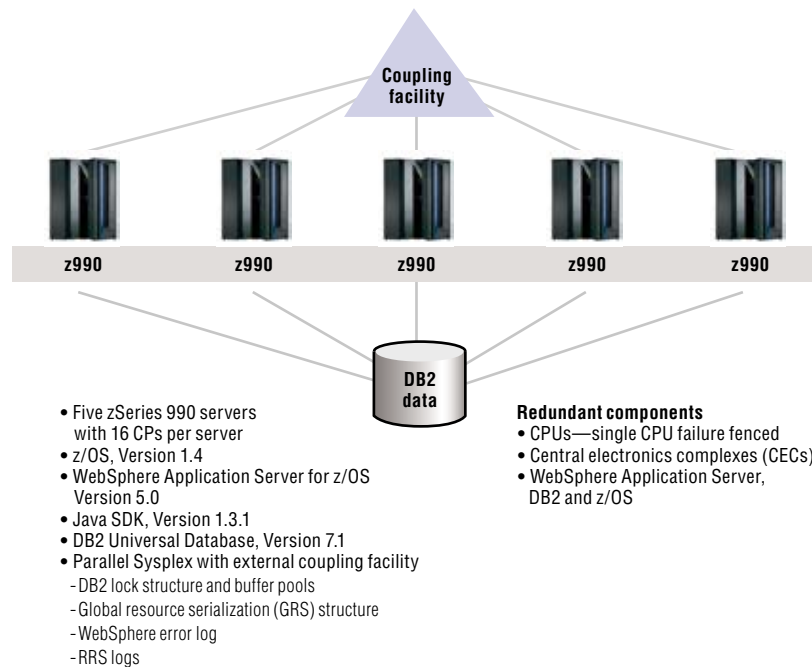 Coupling
facility
z990 z990 z990 z990 z990
DB2
data
• Five zSeries 990 servers
with 16 CPs per server
• z/OS, Version 1.4
• WebSphere Application Server for z/OS
Version 5.0
• Java SDK, Version 1.3.1
• DB2 Universal Database, Version 7.1
• Parallel Sysplex with external coupling facility
-DB2 lock structure and buffer pools
-Global resource serialization (GRS) structure
-WebSphere error log
-RRS logs
Redundant components
• CPUs—single CPU failure fenced
• Central electronics complexes (CECs)
• WebSphere Application Server,
DB2 and z/OS